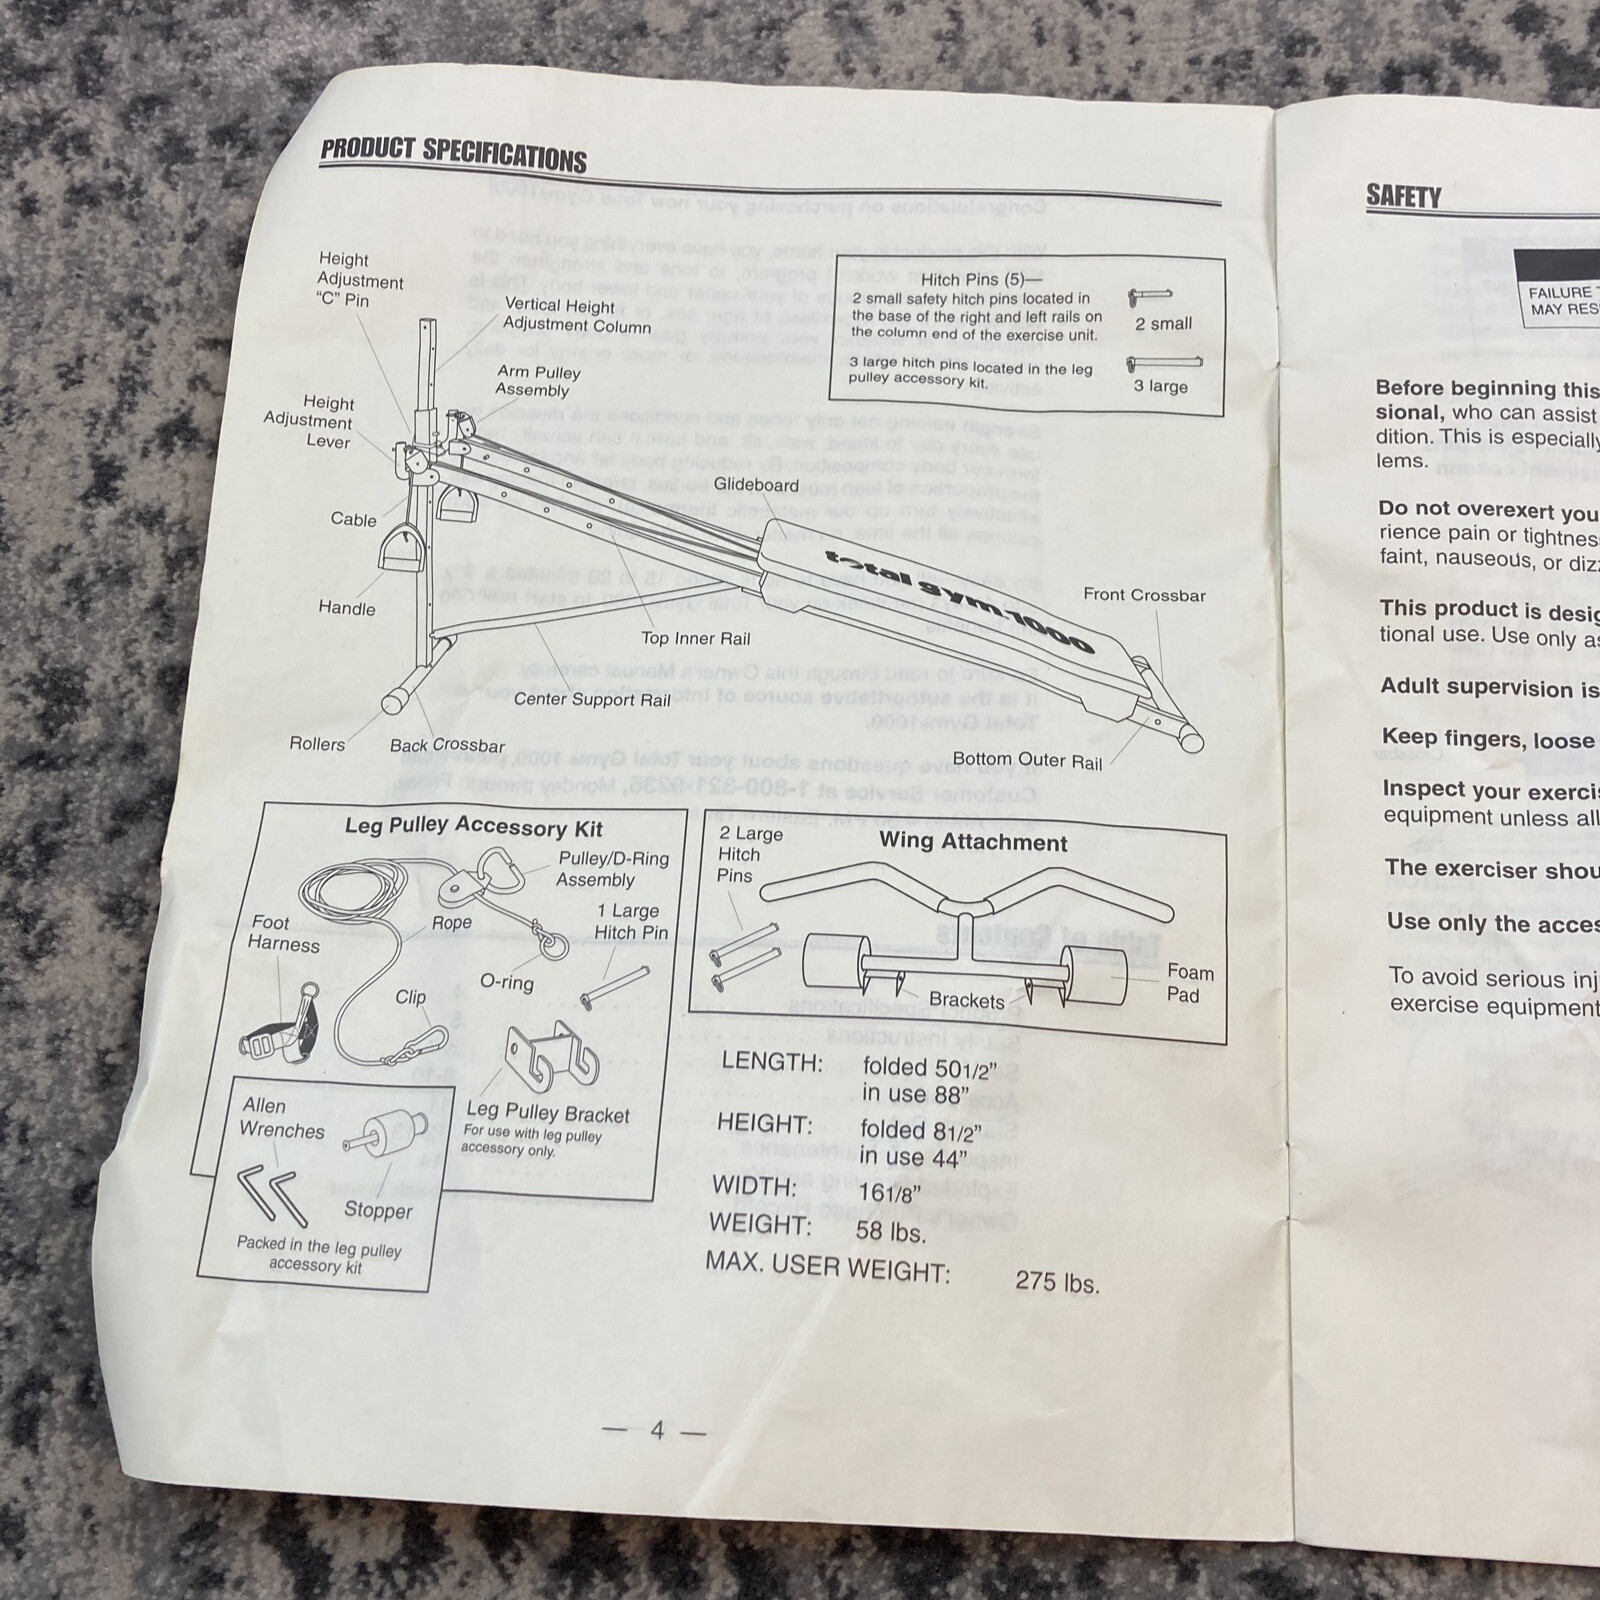 PRODUCT SPECIFICATIONS
Height
Adjustment
“C” Pin
Vertical Height
Adjustment Column
Arm Pulley
Assembly
Height
Adjustment
Lever
Cable
Handle
Glideboard
total gym 1000
Front Crossbar
Top Inner Rail
Center Support Rail
Rollers
Back Crossbar
Bottom Outer Rail
Hitch Pins (5)—
2 small safety hitch pins located in
the base of the right and left rails on
the column end of the exercise unit.
2 small
3 large hitch pins located in the leg
pulley accessory kit.
3 large
Leg Pulley Accessory Kit
Pulley/D-Ring
Assembly
1 Large
Hitch Pin
Rope
Foot
Harness
O-ring
Clip
Leg Pulley Bracket
For use with leg pulley
accessory only.
Allen
Wrenches
Stopper
Packed in the leg pulley
accessory kit
2 Large
Hitch
Pins
Wing Attachment
Foam
Pad
Brackets
LENGTH: folded 501/2”
in use 88”
HEIGHT: folded 81/2”
in use 44”
WIDTH: 161/8”
WEIGHT: 58 lbs.
MAX. USER WEIGHT: 275 lbs.
— 4 —
SAFETY
FAILURE
MAY RES
Before beginning this
sional, who can assist
dition. This is especially
lems.
Do not overexert you
rience pain or tightnes
faint, nauseous, or diz
This product is desig
tional use. Use only as
Adult supervision is
Keep fingers, loose
Inspect your exerci
equipment unless all
The exerciser shou
Use only the acces
To avoid serious inj
exercise equipment